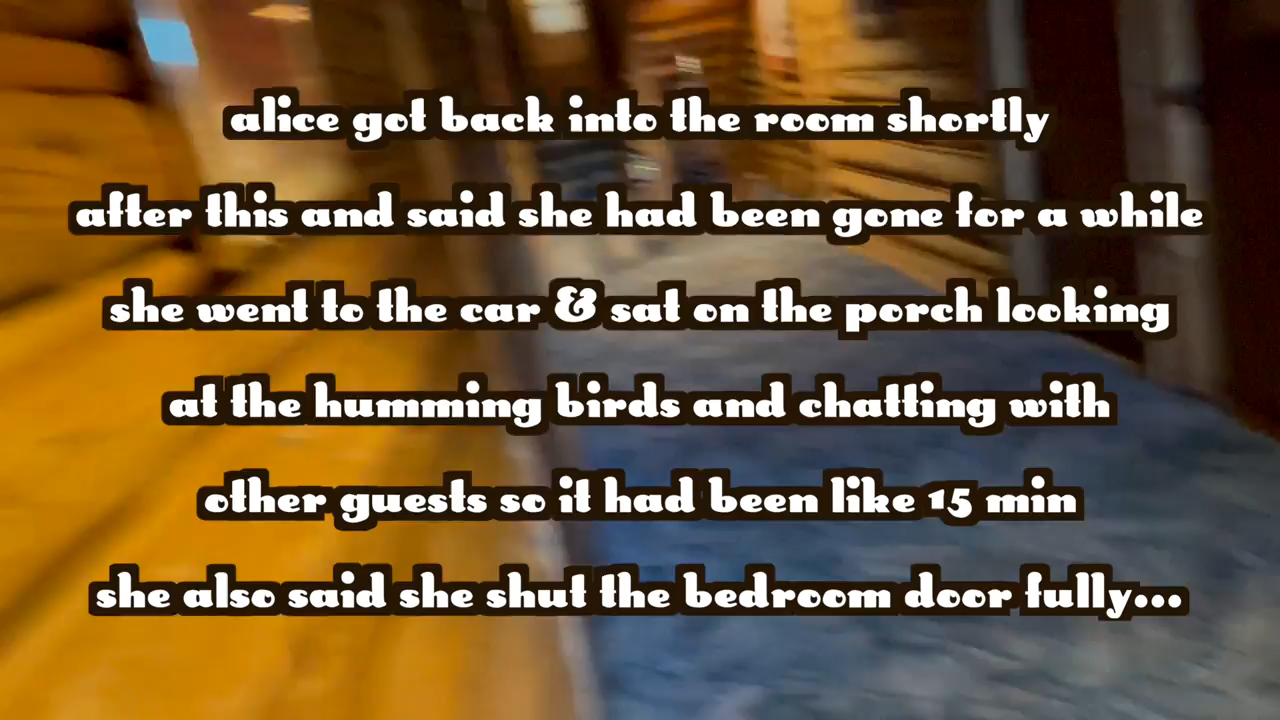 alice got back into the room shortly
after this and said she had been gone for a while
she went to the car & sat on the porch looking
at the humming birds and chatting with
other guests so it had been like 15 min
she also said she shut the bedroom door fully...